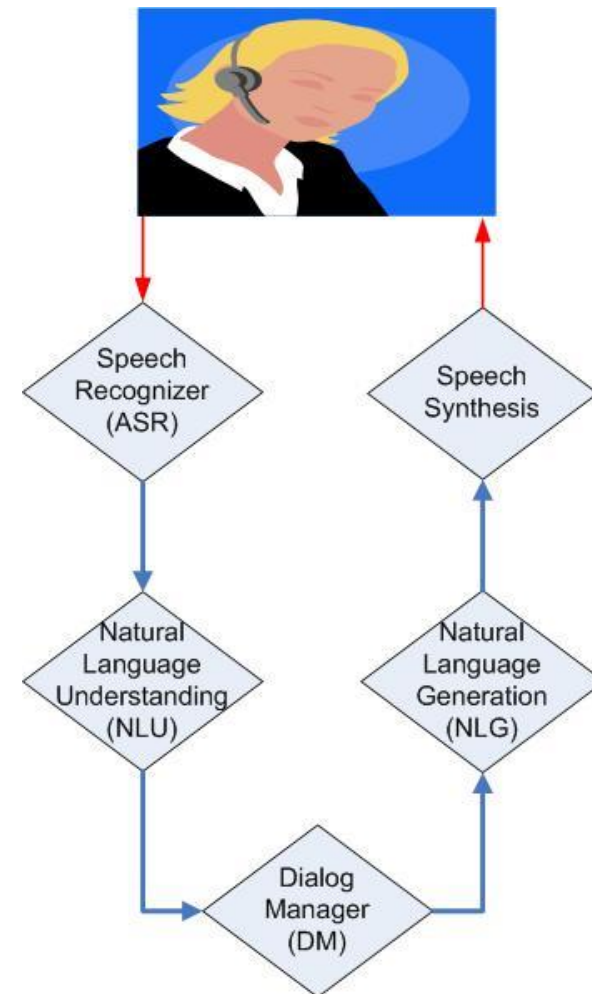 Speech
Recognizer
(ASR)
Speech
Synthesis
Natural
Language
Understanding
(NLU)
Natural
Language
Generation
(NLG)
Dialog
Manager
(DM)